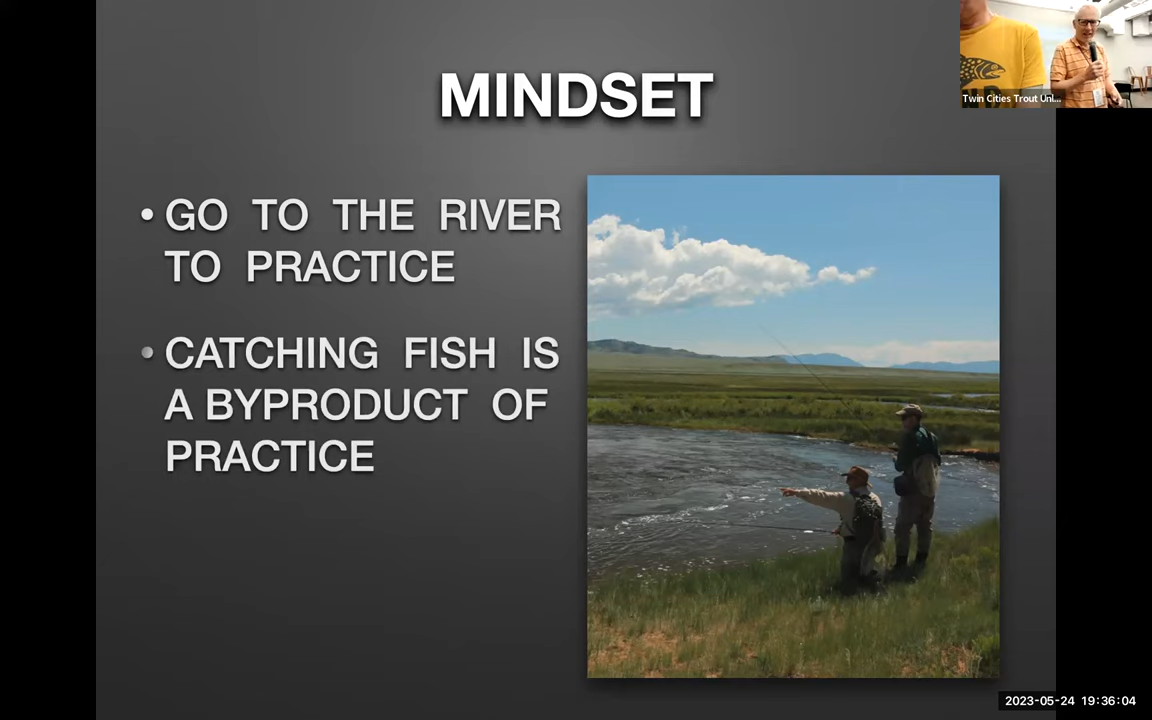 MINDSET
• GO TO THE RIVER
TO PRACTICE
• CATCHING FISH IS
A BYPRODUCT OF
PRACTICE
Twin Cities Trout Unl...
2023-05-24 19:36:04